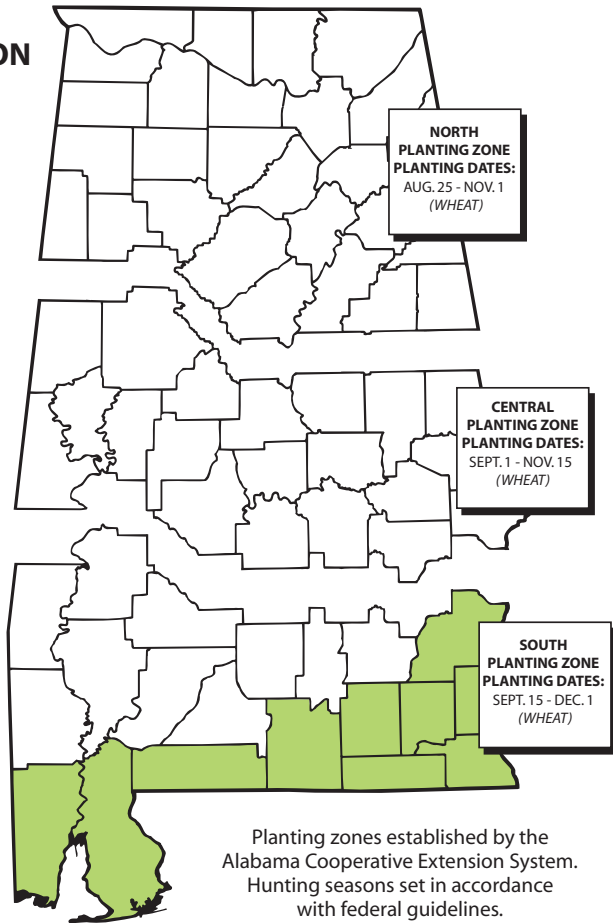 ON
NORTH
PLANTING ZONE
PLANTING DATES:
AUG. 25 - NOV. 1
(WHEAT)
CENTRAL
PLANTING ZONE
PLANTING DATES:
SEPT. 1 - NOV. 15
(WHEAT)
SOUTH
PLANTING ZONE
PLANTING DATES:
SEPT. 15 - DEC. 1
(WHEAT)
Planting zones established by the
Alabama Cooperative Extension System.
Hunting seasons set in accordance
with federal guidelines.